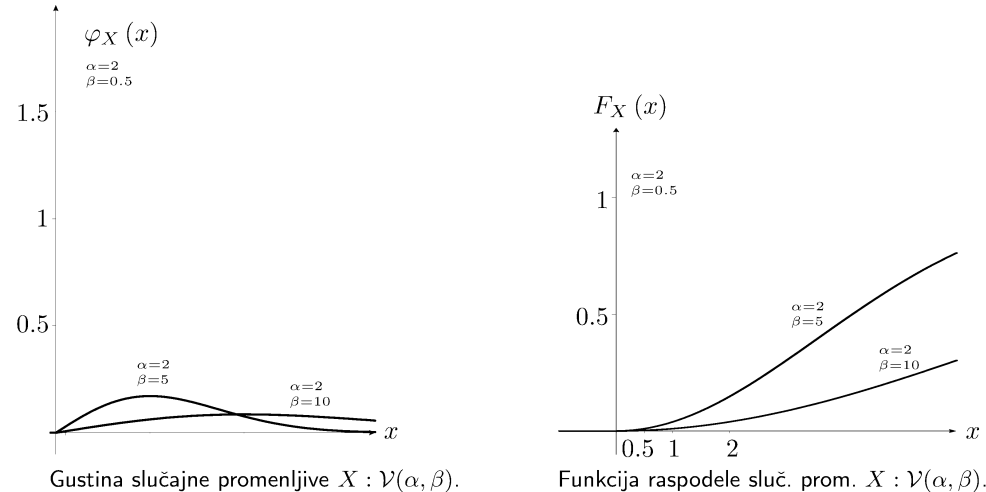 φ_X (x)
α=2
β=0.5
1.5
1
0.5
α=2
β=5
α=2
β=10
x
Gustina slučajne promenljive X : 𝒱(α, β).
F_X (x)
α=2
β=0.5
1
0.5
α=2
β=5
α=2
β=10
0.5 1 2
x
Funkcija raspodele sluč. prom. X : 𝒱(α, β).